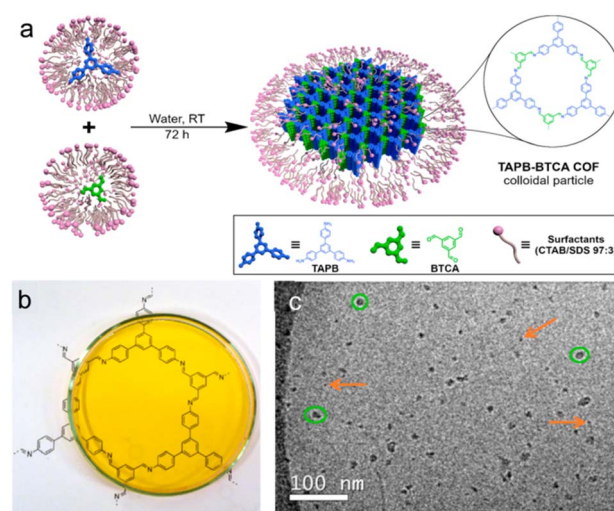 a
+
Water, RT
72 h
TAPB-BTCA COF
colloidal particle
≡
TAPB
≡
BTCA
≡
Surfactants
(CTAB/SDS 97:3)
b
c
100 nm